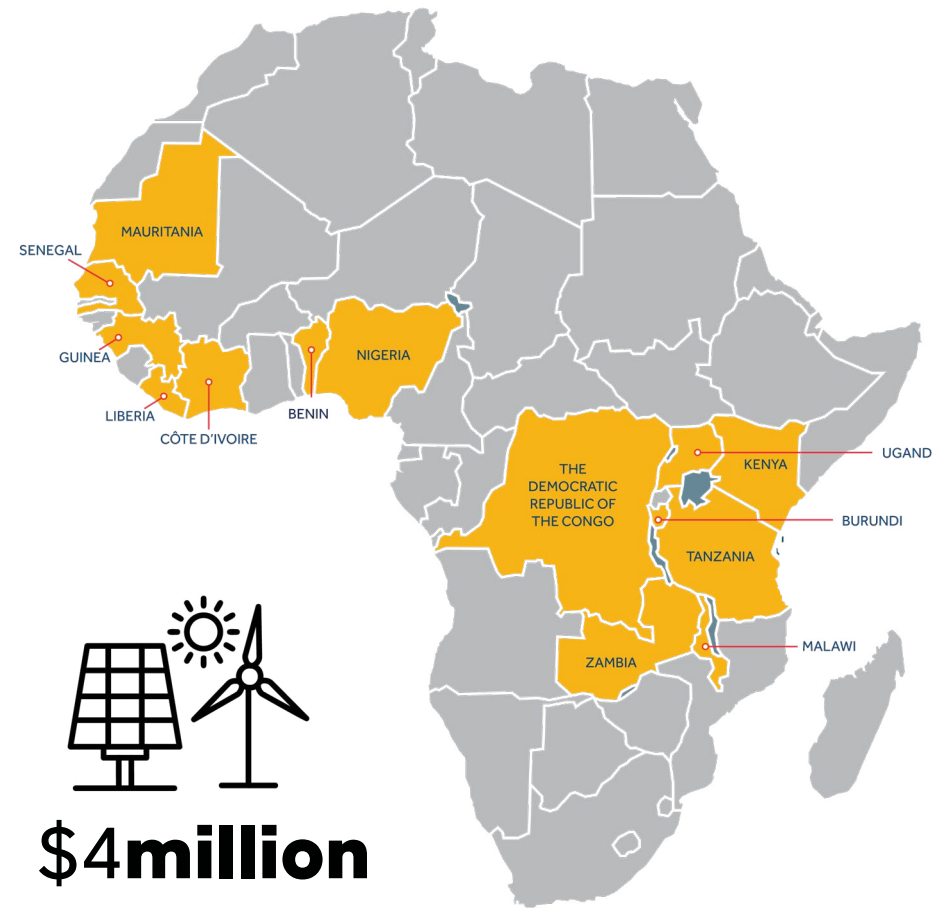 MAURITANIA
SENEGAL
GUINEA
NIGERIA
LIBERIA
BENIN
CÔTE D'IVOIRE
UGAND
KENYA
THE
DEMOCRATIC
REPUBLIC OF
THE CONGO
BURUNDI
TANZANIA
MALAWI
ZAMBIA
$4million